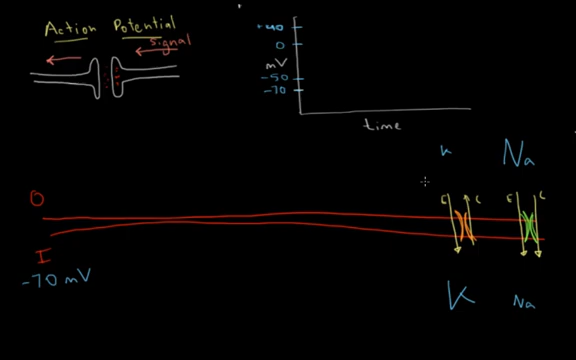 Action Potential
signal
+40
0
mV
-50
-70
time
K Na
E C E C
O
I
-70 mV
K Na